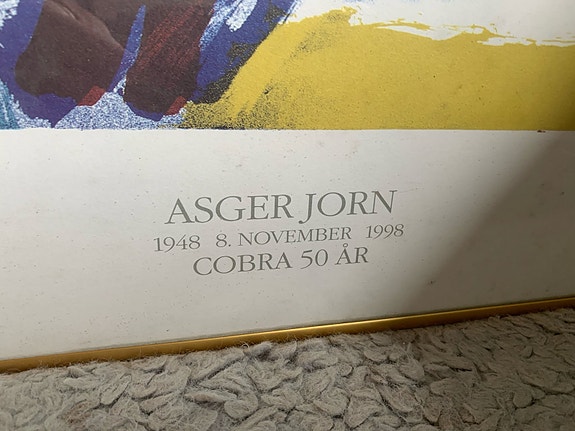 ASGER JORN
1948 8. NOVEMBER 1998
COBRA 50 ÅR